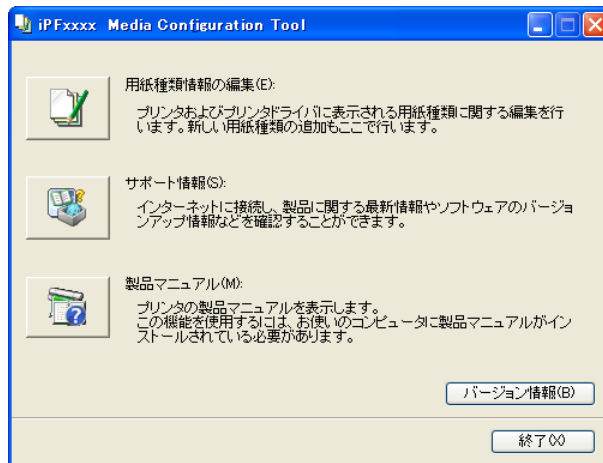 iPFxxxx Media Configuration Tool
用紙種類情報の編集(E):
プリンタおよびプリンタドライバに表示される用紙種類に関する編集を行
います。新しい用紙種類の追加もここで行います。
サポート情報(S):
インターネットに接続し、製品に関する最新情報やソフトウェアのバージョ
ンアップ情報などを確認することができます。
製品マニュアル(M):
プリンタの製品マニュアルを表示します。
この機能を使用するには、お使いのコンピュータに製品マニュアルがイン
ストールされている必要があります。
バージョン情報(B)
終了(X)